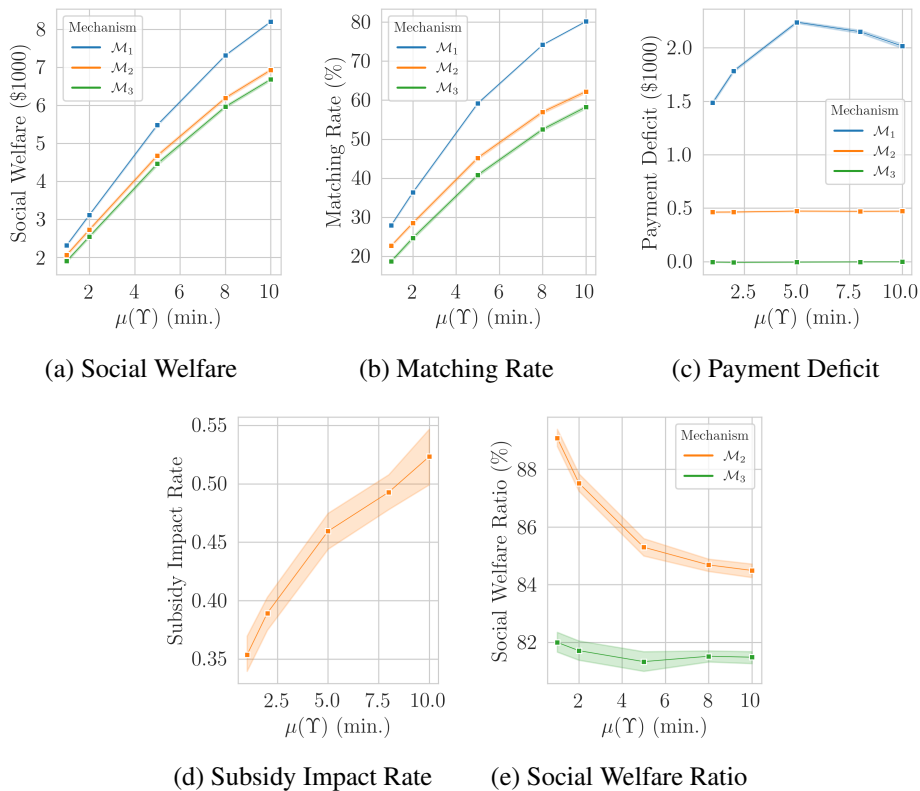 Social Welfare ($1000)
8
7
6
5
4
3
2
Mechanism
ℳ₁
ℳ₂
ℳ₃
2 4 6 8 10
μ(Υ) (min.)
(a) Social Welfare
Matching Rate (%)
80
70
60
50
40
30
20
Mechanism
ℳ₁
ℳ₂
ℳ₃
2 4 6 8 10
μ(Υ) (min.)
(b) Matching Rate
Payment Deficit ($1000)
2.0
1.5
1.0
0.5
0.0
Mechanism
ℳ₁
ℳ₂
ℳ₃
2.5 5.0 7.5 10.0
μ(Υ) (min.)
(c) Payment Deficit
Subsidy Impact Rate
0.55
0.50
0.45
0.40
0.35
2.5 5.0 7.5 10.0
μ(Υ) (min.)
(d) Subsidy Impact Rate
Social Welfare Ratio (%)
88
86
84
82
Mechanism
ℳ₂
ℳ₃
2 4 6 8 10
μ(Υ) (min.)
(e) Social Welfare Ratio